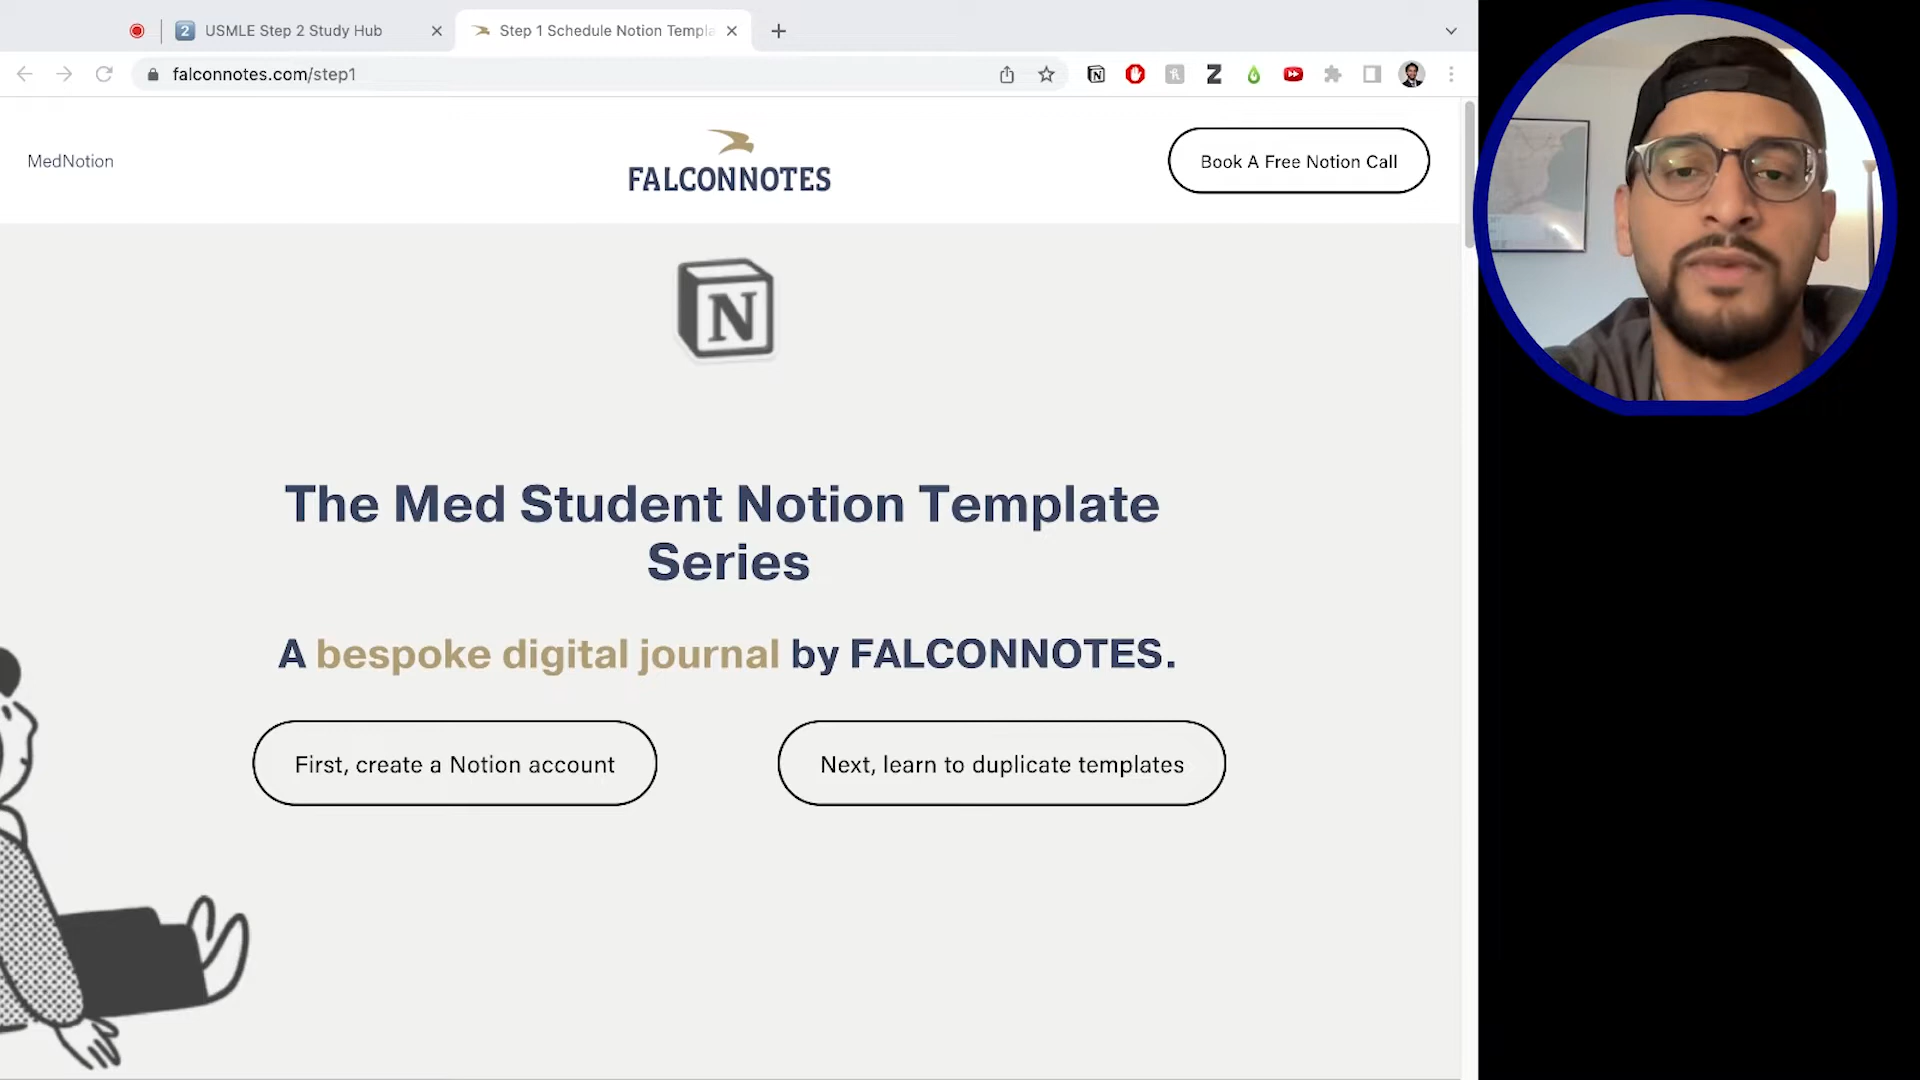 USMLE Step 2 Study Hub
Step 1 Schedule Notion Templa
falconnotes.com/step1
MedNotion
FALCONNOTES
Book A Free Notion Call
N
The Med Student Notion Template
Series
A bespoke digital journal by FALCONNOTES.
First, create a Notion account
Next, learn to duplicate templates